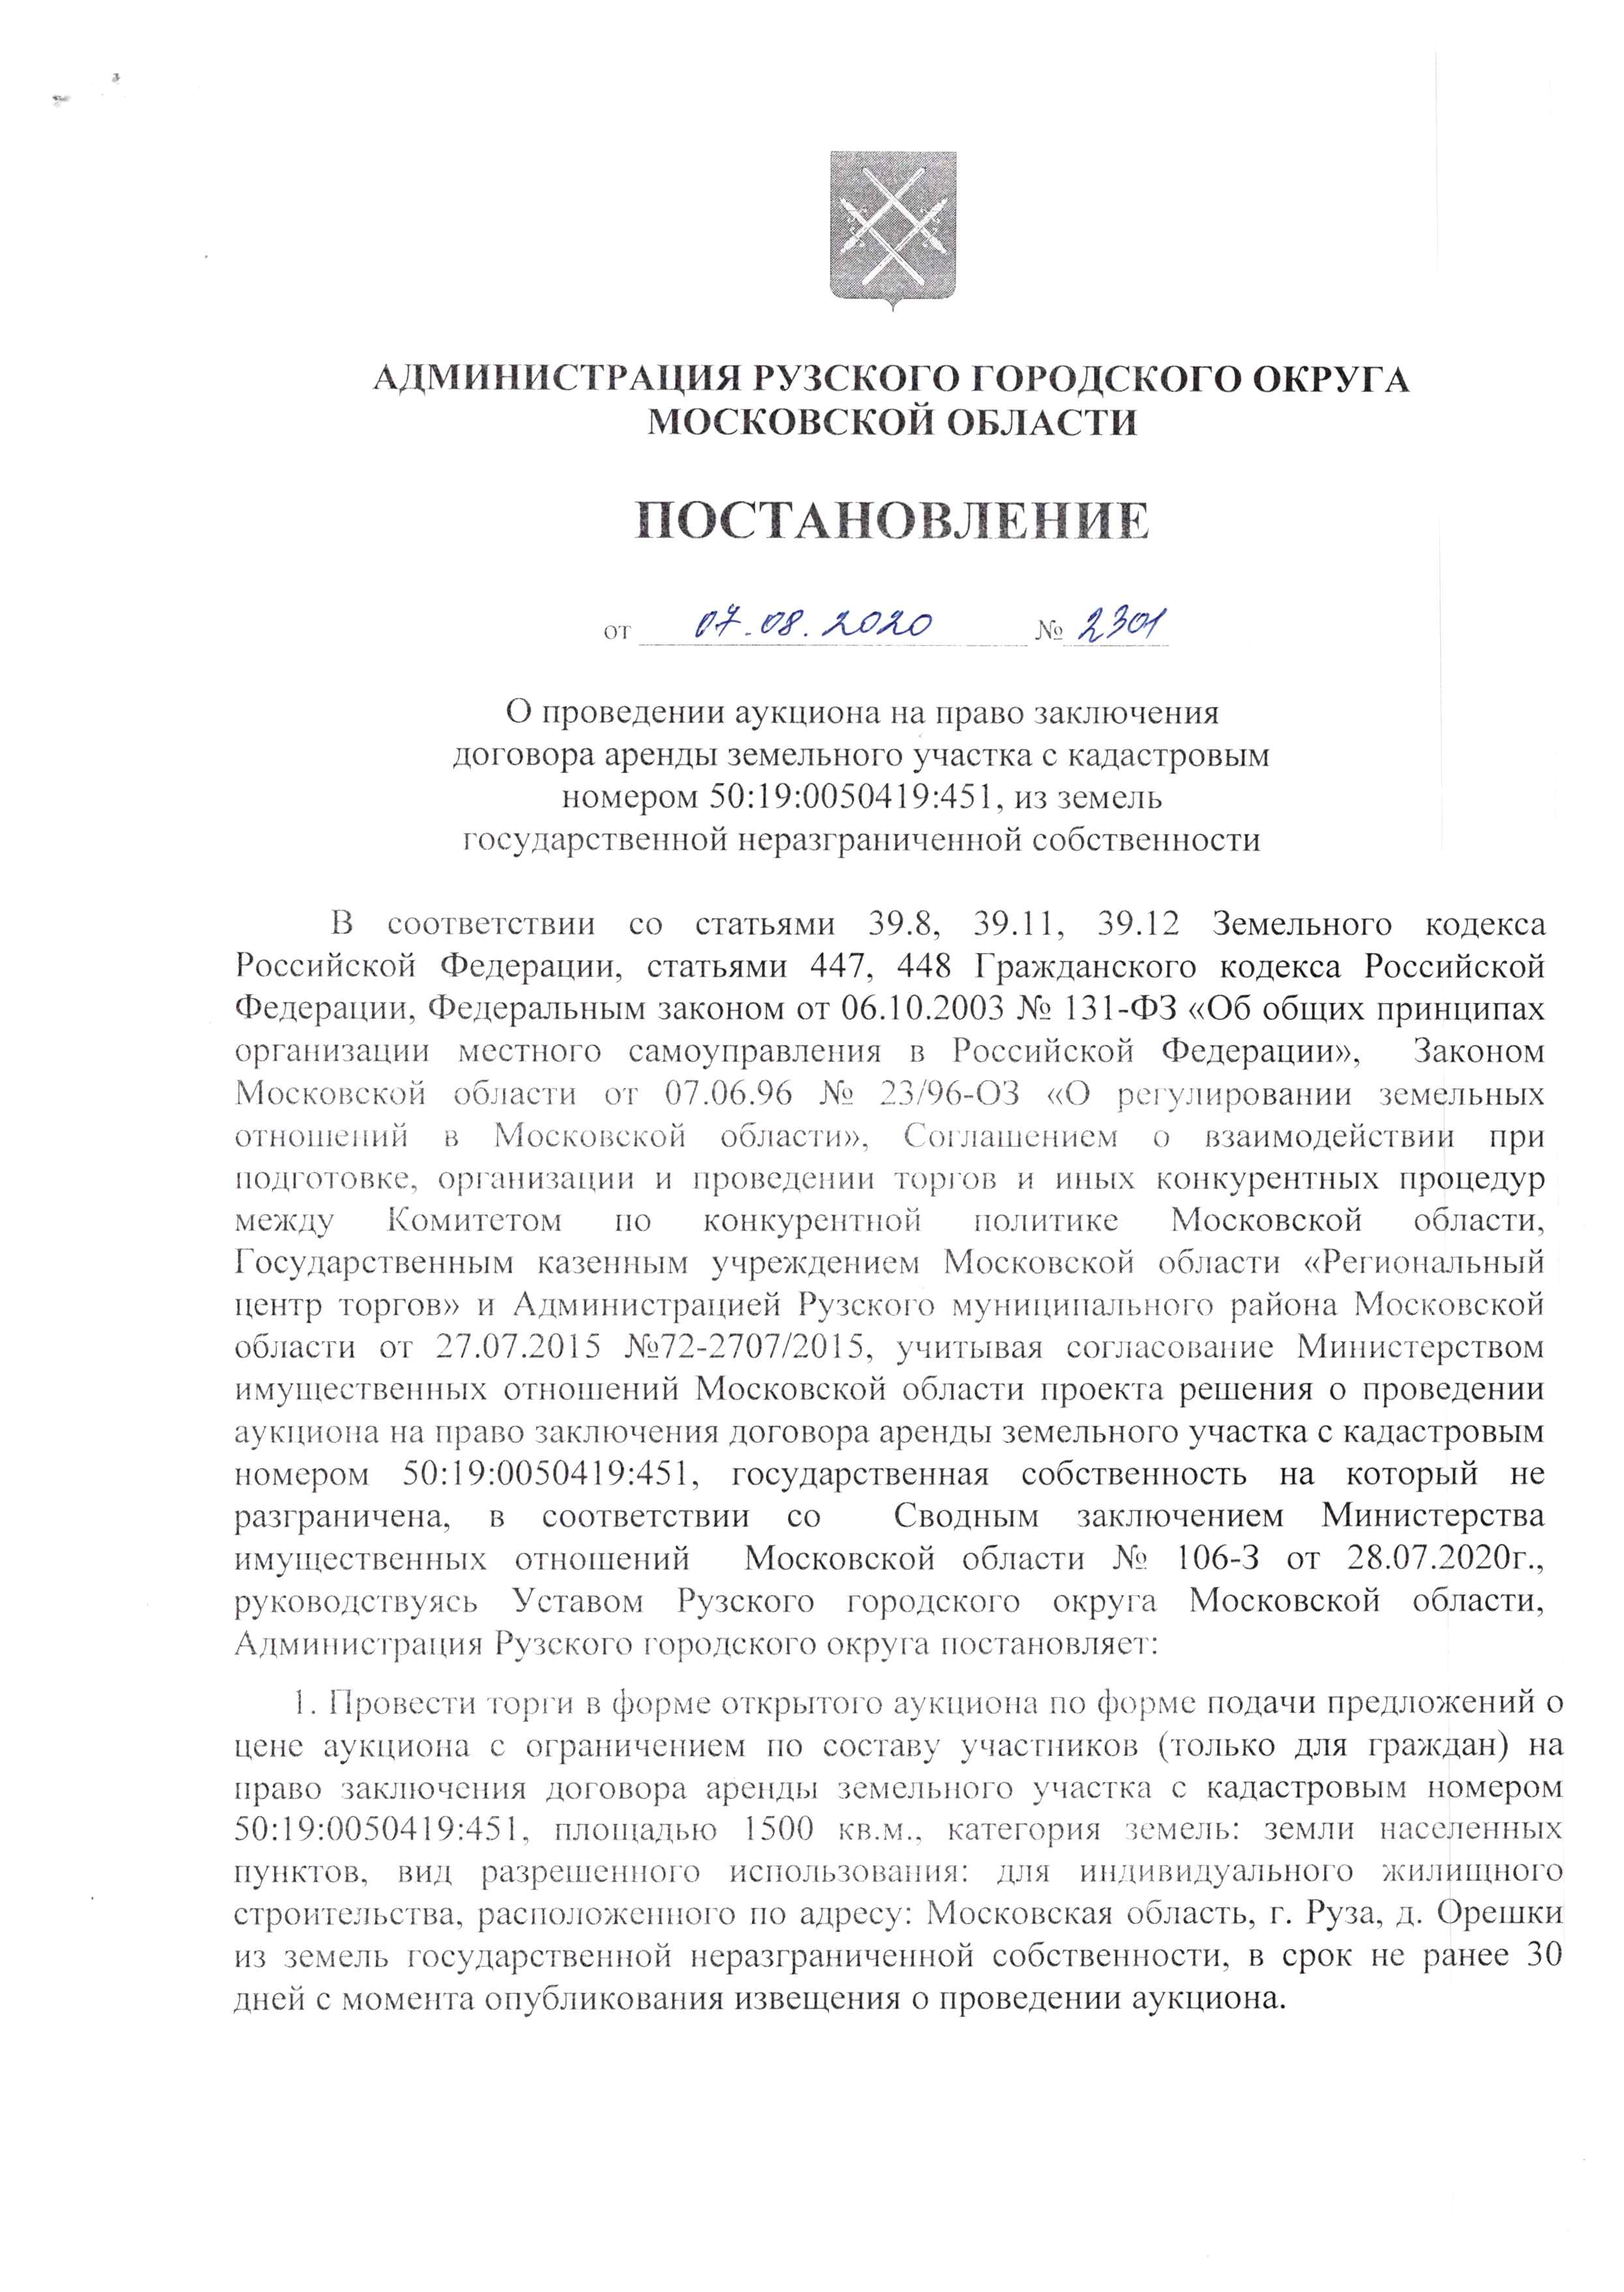 АДМИНИСТРАЦИЯ РУЗСКОГО ГОРОДСКОГО ОКРУГА
МОСКОВСКОЙ ОБЛАСТИ
ПОСТАНОВЛЕНИЕ
от 07.08.2020 № 2301
О проведении аукциона на право заключения
договора аренды земельного участка с кадастровым
номером 50:19:0050419:451, из земель
государственной неразграниченной собственности
В соответствии со статьями 39.8, 39.11, 39.12 Земельного кодекса
Российской Федерации, статьями 447, 448 Гражданского кодекса Российской
Федерации, Федеральным законом от 06.10.2003 № 131-ФЗ «Об общих принципах
организации местного самоуправления в Российской Федерации», Законом
Московской области от 07.06.96 № 23/96-ОЗ «О регулировании земельных
отношений в Московской области», Соглашением о взаимодействии при
подготовке, организации и проведении торгов и иных конкурентных процедур
между Комитетом по конкурентной политике Московской области,
Государственным казенным учреждением Московской области «Региональный
центр торгов» и Администрацией Рузского муниципального района Московской
области от 27.07.2015 №72-2707/2015, учитывая согласование Министерством
имущественных отношений Московской области проекта решения о проведении
аукциона на право заключения договора аренды земельного участка с кадастровым
номером 50:19:0050419:451, государственная собственность на который не
разграничена, в соответствии со Сводным заключением Министерства
имущественных отношений Московской области № 106-З от 28.07.2020г.,
руководствуясь Уставом Рузского городского округа Московской области,
Администрация Рузского городского округа постановляет:
1. Провести торги в форме открытого аукциона по форме подачи предложений о
цене аукциона с ограничением по составу участников (только для граждан) на
право заключения договора аренды земельного участка с кадастровым номером
50:19:0050419:451, площадью 1500 кв.м., категория земель: земли населенных
пунктов, вид разрешенного использования: для индивидуального жилищного
строительства, расположенного по адресу: Московская область, г. Руза, д. Орешки
из земель государственной неразграниченной собственности, в срок не ранее 30
дней с момента опубликования извещения о проведении аукциона.